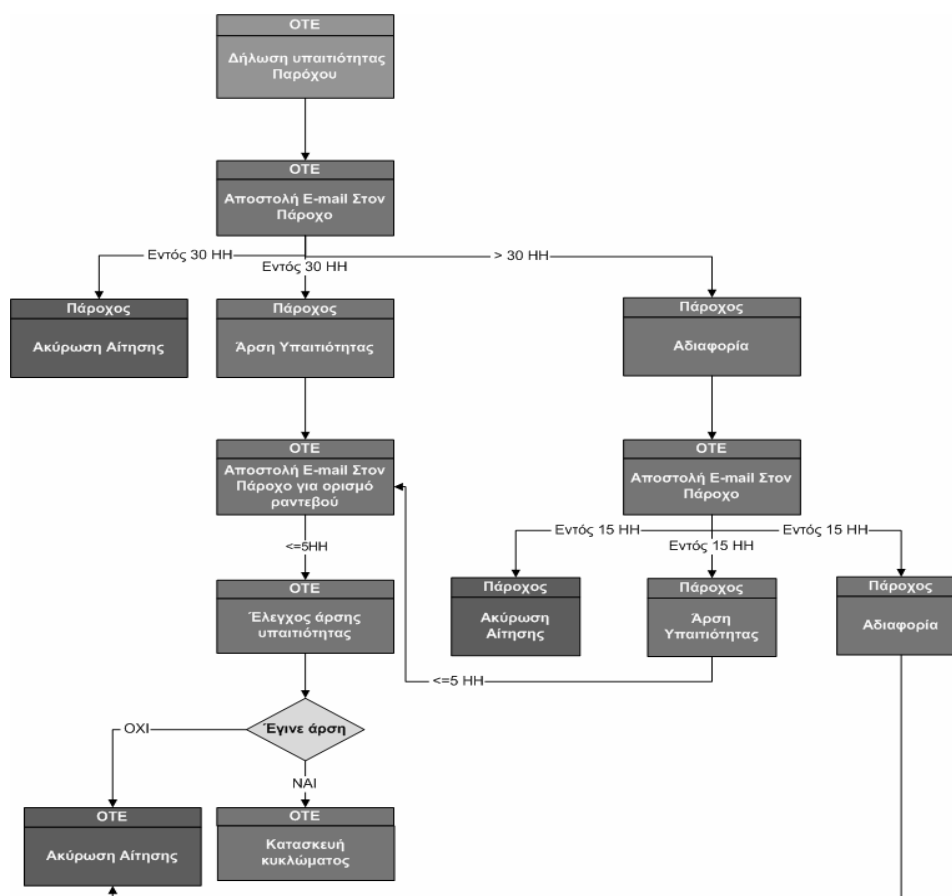 ΟΤΕ
Δήλωση υπαιτιότητας
Παρόχου
ΟΤΕ
Αποστολή E-mail Στον
Πάροχο
Εντός 30 ΗΗ
Εντός 30 ΗΗ
> 30 ΗΗ
Πάροχος
Ακύρωση Αίτησης
Πάροχος
Άρση Υπαιτιότητας
Πάροχος
Αδιαφορία
ΟΤΕ
Αποστολή E-mail Στον
Πάροχο για ορισμό
ραντεβού
ΟΤΕ
Αποστολή E-mail Στον
Πάροχο
<=5ΗΗ
Εντός 15 ΗΗ
Εντός 15 ΗΗ
Εντός 15 ΗΗ
ΟΤΕ
Έλεγχος άρσης
υπαιτιότητας
Πάροχος
Ακύρωση
Αίτησης
Πάροχος
Άρση
Υπαιτιότητας
Πάροχος
Αδιαφορία
<=5 ΗΗ
Έγινε άρση
ΟΧΙ
ΝΑΙ
ΟΤΕ
Ακύρωση Αίτησης
ΟΤΕ
Κατασκευή
κυκλώματος